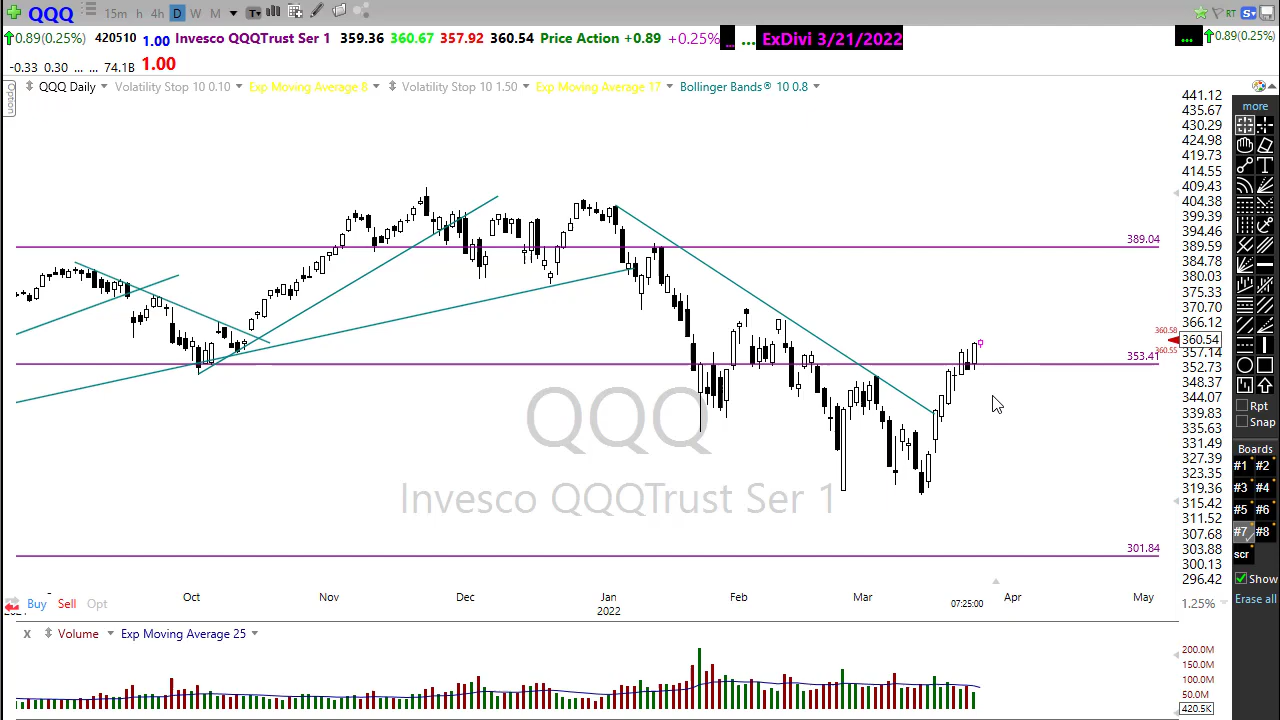 QQQ 15m h 4h D W M T RT S 
0.89(0.25%) 420510 1.00 Invesco QQQTrust Ser 1 359.36 360.67 357.92 360.54 Price Action +0.89 +0.25% ... ... ExDivi 3/21/2022 ... 0.89(0.25%)
-0.33 0.30 ... ... 74.1B 1.00
Option QQQ Daily Volatility Stop 10 0.10 Exp Moving Average 8 Volatility Stop 10 1.50 Exp Moving Average 17 Bollinger Bands® 10 0.8
441.12
435.67
430.29
424.98
419.73
414.55
409.43
404.38
399.39
394.46
389.04
389.59
384.78
380.03
375.33
370.70
366.12
360.58
360.54
360.55
353.41
357.14
352.73
348.37
344.07
339.83
335.63
331.49
327.39
323.35
319.36
315.42
311.52
307.68
301.84
303.88
300.13
296.42
QQQ
Invesco QQQTrust Ser 1
more
Rpt
Snap
Boards
#1 #2
#3 #4
#5 #6
#7 #8
scr
Show
Erase all
Oct Nov Dec Jan Feb Mar Apr May
2022
07:25:00
Buy Sell Opt
1.25%
X Volume Exp Moving Average 25
200.0M
150.0M
100.0M
50.0M
420.5K